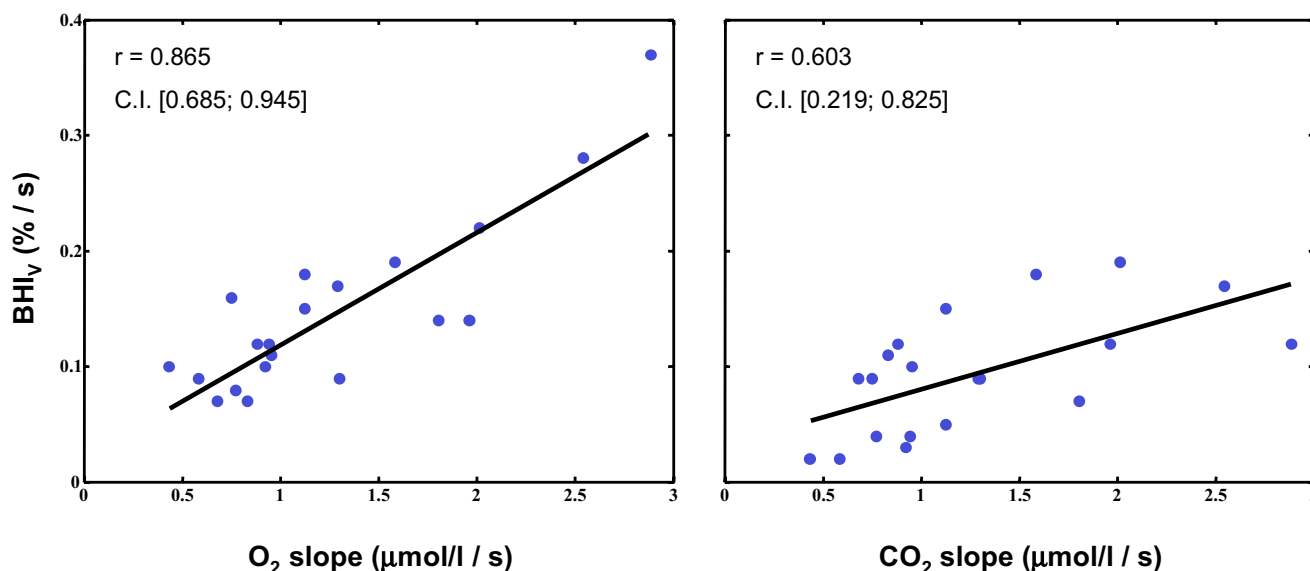 r = 0.865
C.I. [0.685; 0.945]
0.4
0.3
0.2
0.1
0
BHIV (% / s)
0 0.5 1 1.5 2 2.5 3
O2 slope (μmol/l / s)
r = 0.603
C.I. [0.219; 0.825]
0 0.5 1 1.5 2 2.5
CO2 slope (μmol/l / s)